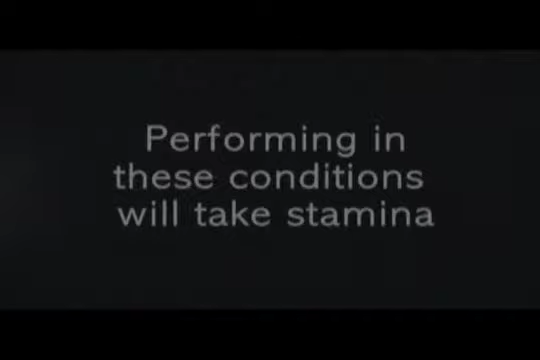 Performing in
these conditions
will take stamina